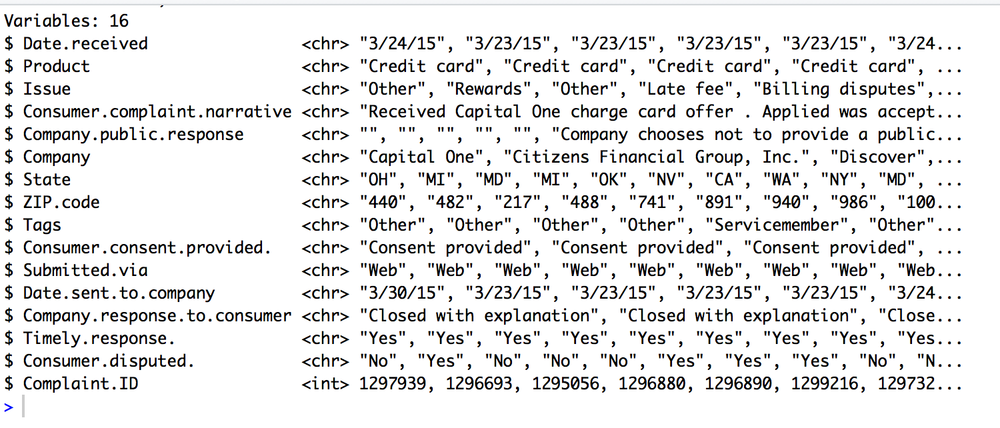 Variables: 16
$ Date.received                <chr> "3/24/15", "3/23/15", "3/23/15", "3/23/15", "3/23/15", "3/24...
$ Product                      <chr> "Credit card", "Credit card", "Credit card", "Credit card", ...
$ Issue                        <chr> "Other", "Rewards", "Other", "Late fee", "Billing disputes",...
$ Consumer.complaint.narrative <chr> "Received Capital One charge card offer . Applied was accept...
$ Company.public.response      <chr> "", "", "", "", "", "Company chooses not to provide a public...
$ Company                      <chr> "Capital One", "Citizens Financial Group, Inc.", "Discover",...
$ State                        <chr> "OH", "MI", "MD", "MI", "OK", "NV", "CA", "WA", "NY", "MD", ...
$ ZIP.code                     <chr> "440", "482", "217", "488", "741", "891", "940", "986", "100...
$ Tags                         <chr> "Other", "Other", "Other", "Other", "Servicemember", "Other"...
$ Consumer.consent.provided.   <chr> "Consent provided", "Consent provided", "Consent provided", ...
$ Submitted.via                <chr> "Web", "Web", "Web", "Web", "Web", "Web", "Web", "Web", "Web...
$ Date.sent.to.company         <chr> "3/30/15", "3/23/15", "3/23/15", "3/23/15", "3/23/15", "3/24...
$ Company.response.to.consumer <chr> "Closed with explanation", "Closed with explanation", "Close...
$ Timely.response.             <chr> "Yes", "Yes", "Yes", "Yes", "Yes", "Yes", "Yes", "Yes", "Yes...
$ Consumer.disputed.           <chr> "No", "Yes", "No", "No", "No", "Yes", "Yes", "Yes", "No", "N...
$ Complaint.ID                 <int> 1297939, 1296693, 1295056, 1296880, 1296890, 1299216, 129732...
>